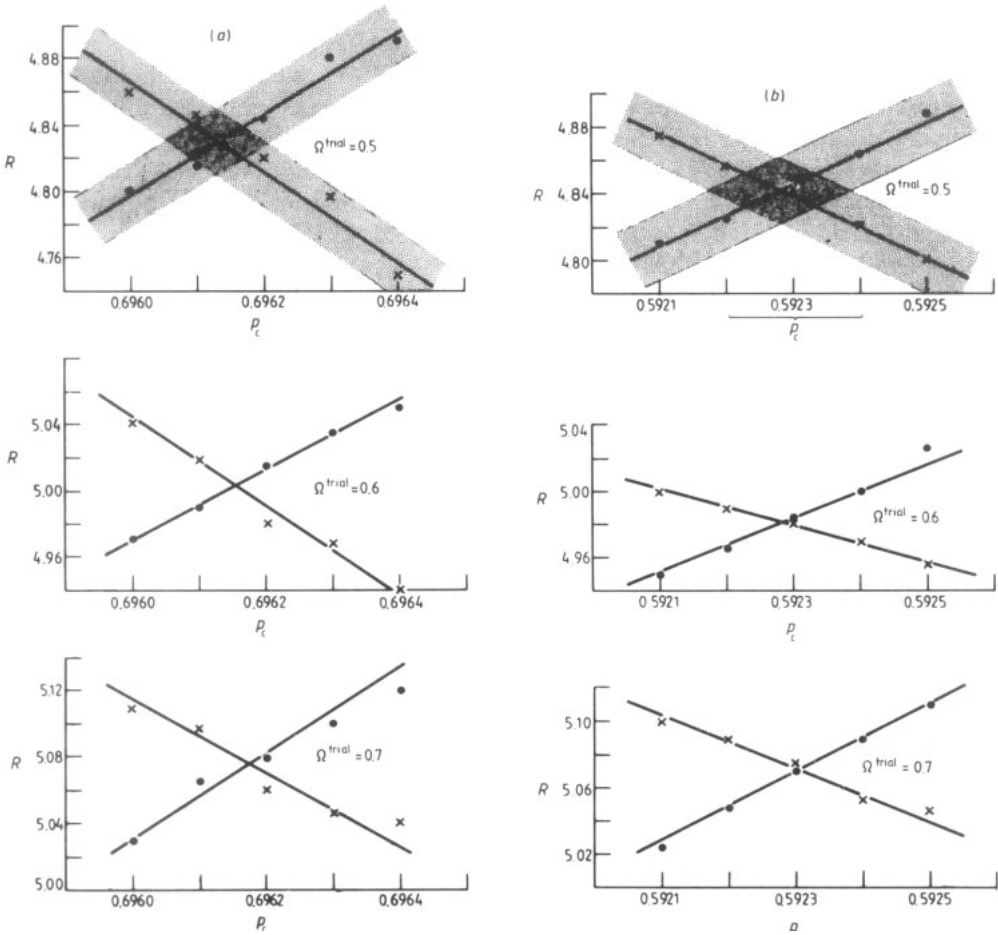 (a)
4.88
4.84
R
4.80
4.76
Ω^trial = 0.5
0.6960
0.6962
0.6964
p_c
(b)
4.88
R
4.84
4.80
Ω^trial = 0.5
0.5921
0.5923
0.5925
p_c
5.04
R
5.00
4.96
Ω^trial = 0.6
0.6960
0.6962
0.6964
p_c
5.04
R
5.00
4.96
Ω^trial = 0.6
0.5921
0.5923
0.5925
p_c
5.12
R
5.08
5.04
5.00
Ω^trial = 0.7
0.6960
0.6962
0.6964
p_c
5.10
R
5.06
5.02
Ω^trial = 0.7
0.5921
0.5923
0.5925
p